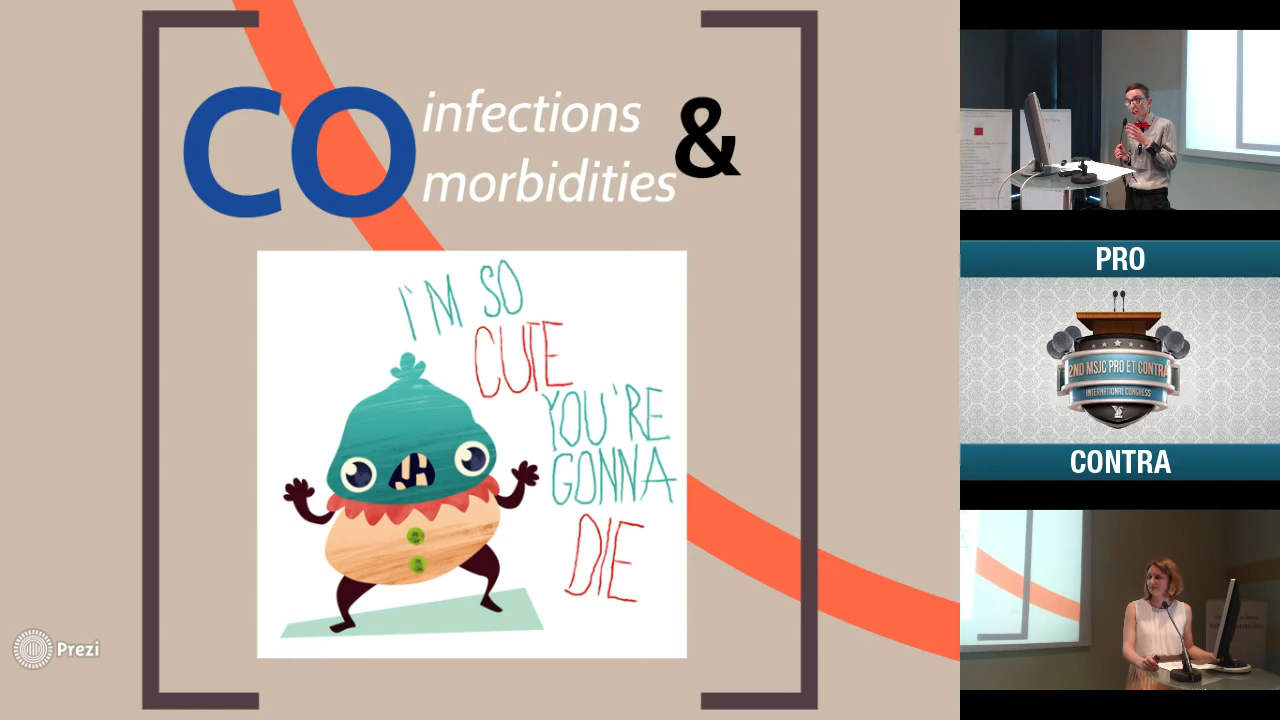 CO infections &
morbidities
I'M SO
CUTE
YOU'RE
GONNA
DIE
Prezi
PRO
2ND MSJC PRO ET CONTRA
INTERNATIONAL CONGRESS
CONTRA